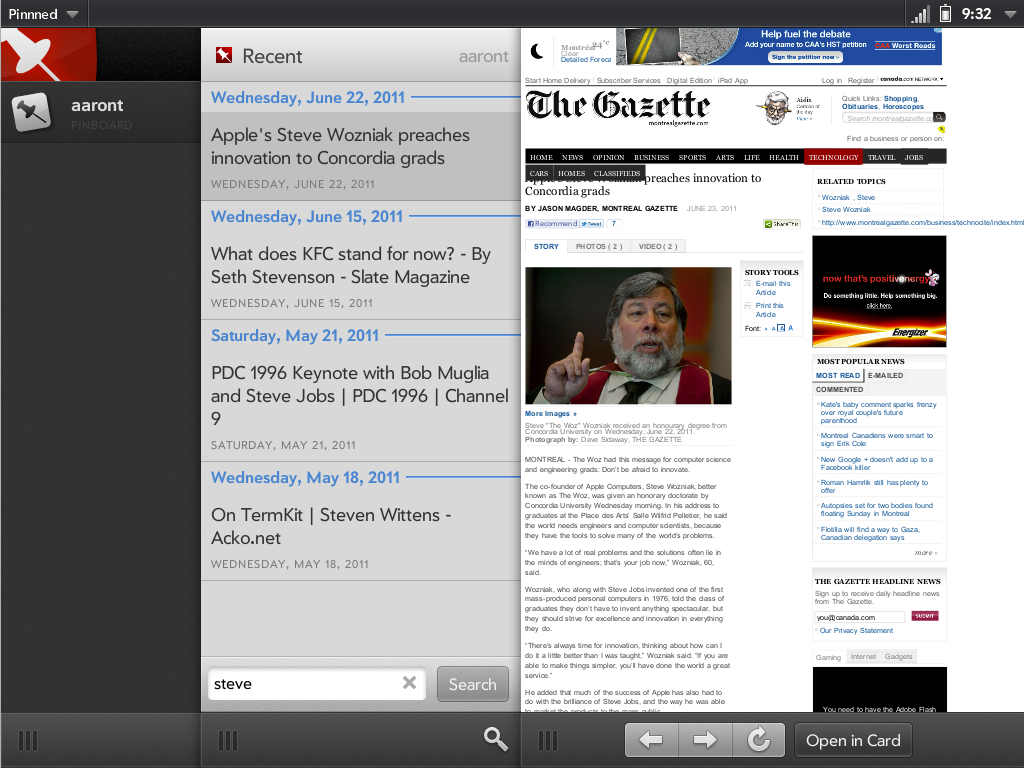 Pinnned
9:32
aaront
PINBOARD
Recent
aaront
Wednesday, June 22, 2011
Apple's Steve Wozniak preaches
innovation to Concordia grads
WEDNESDAY, JUNE 22, 2011
Wednesday, June 15, 2011
What does KFC stand for now? - By
Seth Stevenson - Slate Magazine
WEDNESDAY, JUNE 15, 2011
Saturday, May 21, 2011
PDC 1996 Keynote with Bob Muglia
and Steve Jobs | PDC 1996 | Channel
9
SATURDAY, MAY 21, 2011
Wednesday, May 18, 2011
On TermKit | Steven Wittens -
Acko.net
WEDNESDAY, MAY 18, 2011
steve
Search
Montréal 24°C
Clear
Detailed Forecast
Help fuel the debate
Add your name to CAA's HST petition
Sign the petition now
CAA Worst Roads
Start Home Delivery Subscriber Services Digital Edition iPad App
Log in Register canada.com NETWORK
The Gazette
montrealgazette.com
Aislin
Cartoon of
the day
View »
Quick Links: Shopping,
Obituaries, Horoscopes
Search montrealgazette.co
Find a business or person on:
HOME NEWS OPINION BUSINESS SPORTS ARTS LIFE HEALTH TECHNOLOGY TRAVEL JOBS
CARS HOMES CLASSIFIEDS
Apple's Steve Wozniak preaches innovation to
Concordia grads
BY JASON MAGDER, MONTREAL GAZETTE JUNE 23, 2011
Recommend Tweet 7 ShareThis
STORY PHOTOS ( 2 ) VIDEO ( 2 )
STORY TOOLS
E-mail this
Article
Print this
Article
Font: A A A A
More Images »
Steve "The Woz" Wozniak received an honourary degree from
Concordia University on Wednesday, June 22, 2011.
Photograph by: Dave Sidaway, THE GAZETTE
MONTREAL - The Woz had this message for computer science
and engineering grads: Don't be afraid to innovate.
The co-founder of Apple Computers, Steve Wozniak, better
known as The Woz, was given an honorary doctorate by
Concordia University Wednesday morning. In his address to
graduates at the Place des Arts' Salle Wilfrid Pelletier, he said
the world needs engineers and computer scientists, because
they have the tools to solve many of the world's problems.
"We have a lot of real problems and the solutions often lie in
the minds of engineers; that's your job now," Wozniak, 60,
said.
Wozniak, who along with Steve Jobs invented one of the first
mass-produced personal computers in 1976, told the class of
graduates they don't have to invent anything spectacular, but
they should strive for excellence and innovation in everything
they do.
"There's always time for innovation, thinking about how can I
do it a little better than I was taught," Wozniak said. "If you are
able to make things simpler, you'll have done the world a great
service."
He added that much of the success of Apple has also had to
do with the brilliance of Steve Jobs, and the way he was able
to market the products to the mass public.
RELATED TOPICS
Wozniak , Steve
Steve Wozniak
http://www.montrealgazette.com/business/technocite/index.html
now that's positivenergy
Do something little. Help something big.
click here.
Energizer
MOST POPULAR NEWS
MOST READ E-MAILED
COMMENTED
Kate's baby comment sparks frenzy
over royal couple's future
parenthood
Montreal Canadiens were smart to
sign Erik Cole
New Google + doesn't add up to a
Facebook killer
Roman Hamrlik still has plenty to
offer
Autopsies set for two bodies found
floating Sunday in Montreal
Flotilla will find a way to Gaza,
Canadian delegation says
more »
THE GAZETTE HEADLINE NEWS
Sign up to receive daily headline news
from The Gazette.
you@canada.com
SUBMIT
Our Privacy Statement
Gaming Internet Gadgets
You need to have the Adobe Flash
Open in Card